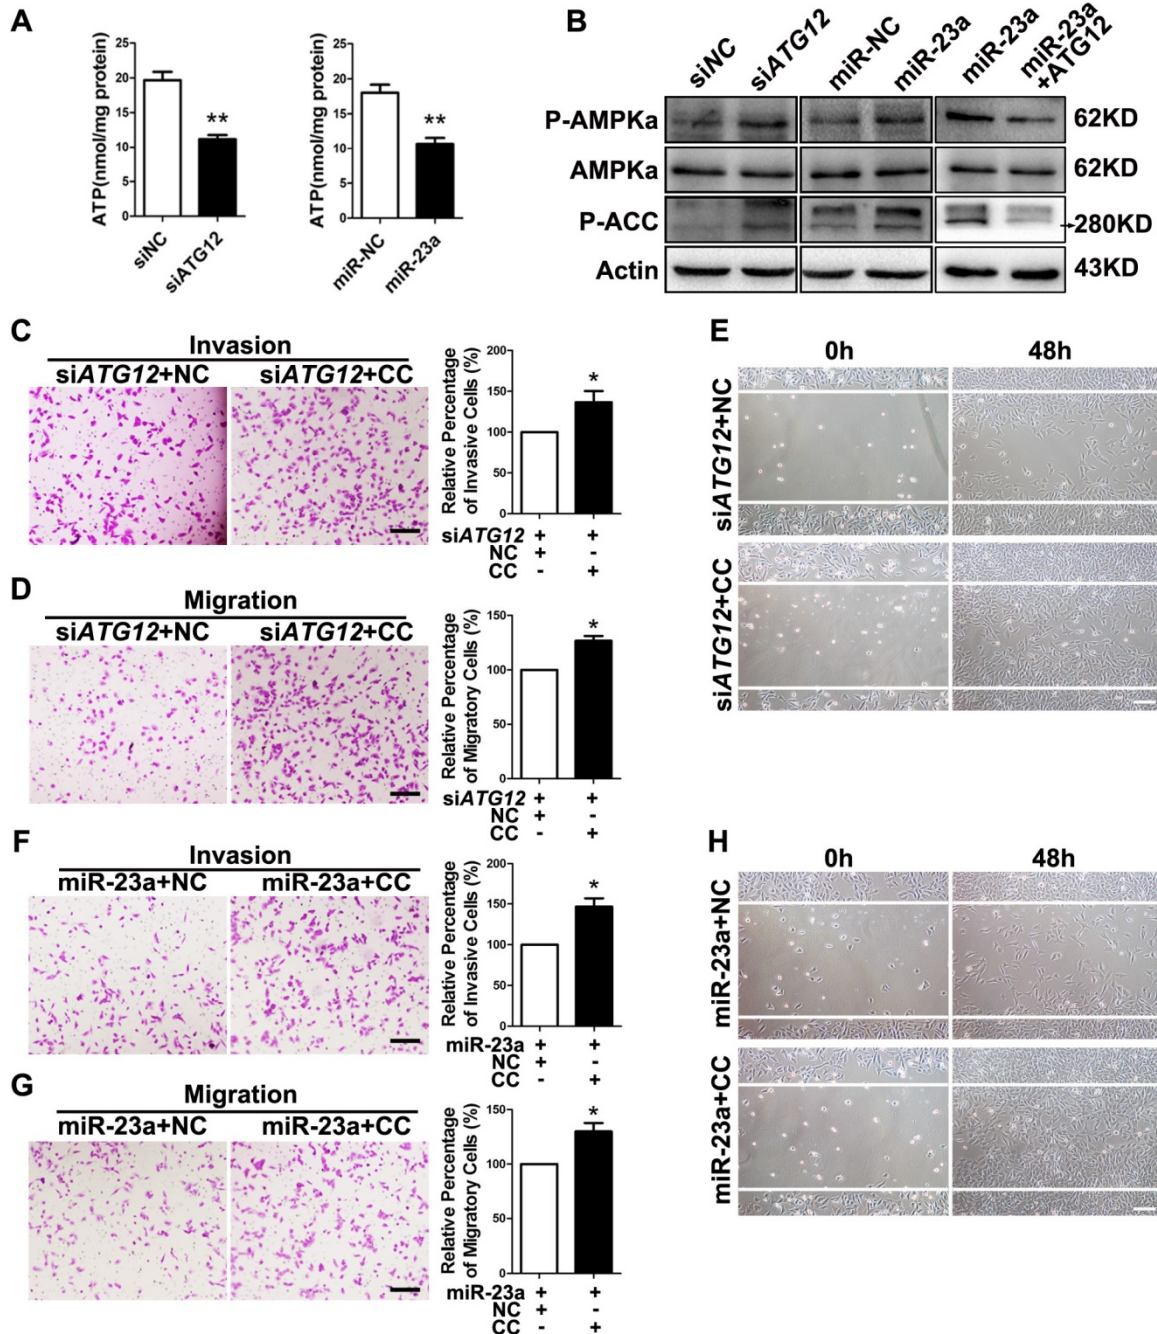 A
ATP(nmol/mg protein)
25
20
15
10
5
0
**
siNC
siATG12
ATP(nmol/mg protein)
25
20
15
10
5
0
**
miR-NC
miR-23a
B
siNC
siATG12
miR-NC
miR-23a
miR-23a
miR-23a
+ATG12
P-AMPKa
62KD
AMPKa
62KD
P-ACC
280KD
Actin
43KD
C
Invasion
siATG12+NC
siATG12+CC
Relative Percentage
of Invasive Cells (%)
200
150
100
50
0
*
siATG12 + +
NC + -
CC - +
D
Migration
siATG12+NC
siATG12+CC
Relative Percentage
of Migratory Cells (%)
150
100
50
0
*
siATG12 + +
NC + -
CC - +
E
0h
48h
siATG12+NC
siATG12+CC
F
Invasion
miR-23a+NC
miR-23a+CC
Relative Percentage
of Invasive Cells (%)
200
150
100
50
0
*
miR-23a + +
NC + -
CC - +
G
Migration
miR-23a+NC
miR-23a+CC
Relative Percentage
of Migratory Cells (%)
150
100
50
0
*
miR-23a + +
NC + -
CC - +
H
0h
48h
miR-23a+NC
miR-23a+CC